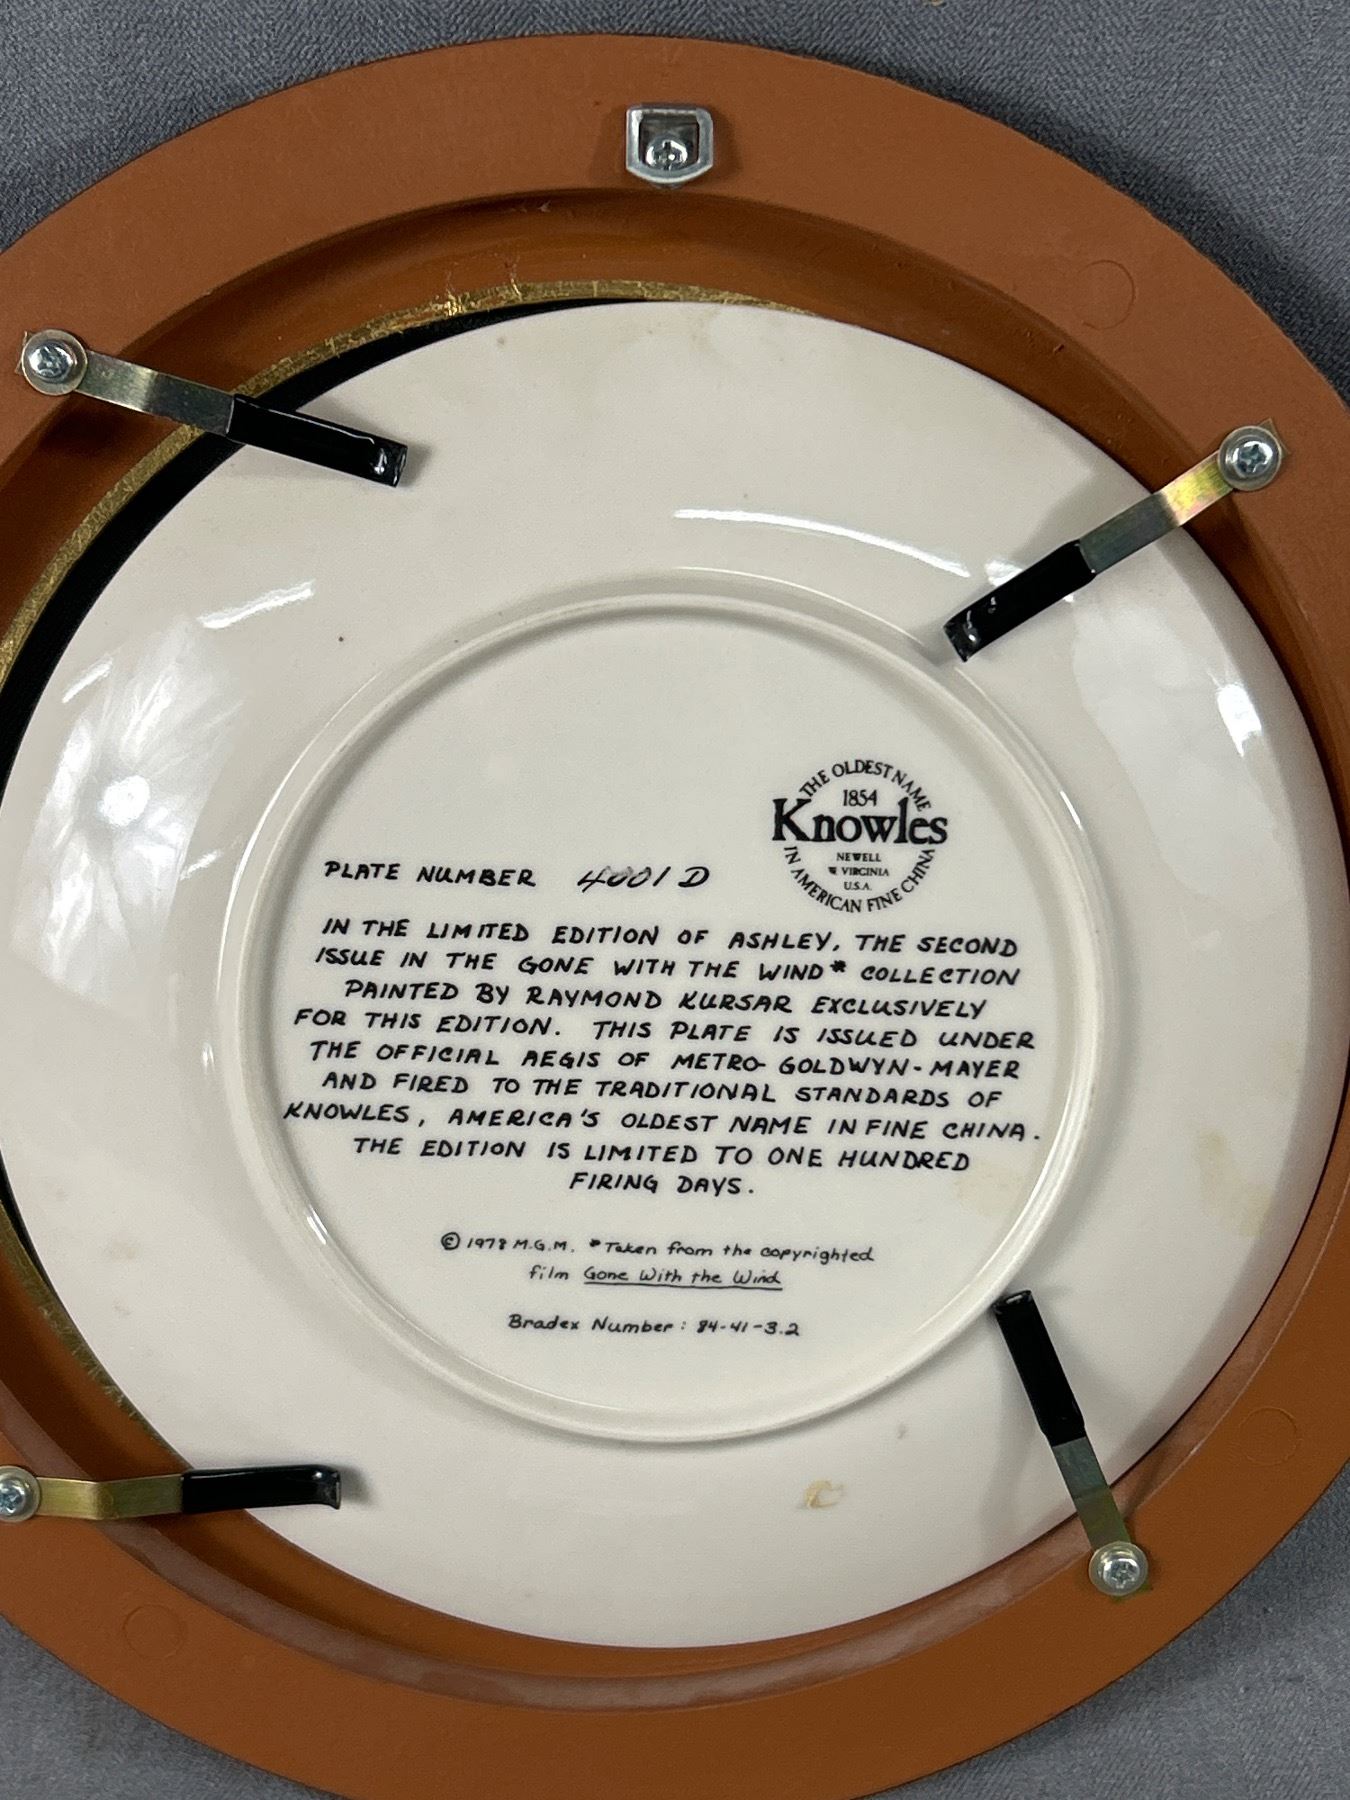 THE OLDEST NAME
1854
Knowles
NEWELL
W VIRGINIA
U.S.A.
IN AMERICAN FINE CHINA
PLATE NUMBER 4001 D
IN THE LIMITED EDITION OF ASHLEY, THE SECOND
ISSUE IN THE GONE WITH THE WIND* COLLECTION
PAINTED BY RAYMOND KURSAR EXCLUSIVELY
FOR THIS EDITION. THIS PLATE IS ISSUED UNDER
THE OFFICIAL AEGIS OF METRO-GOLDWYN-MAYER
AND FIRED TO THE TRADITIONAL STANDARDS OF
KNOWLES, AMERICA'S OLDEST NAME IN FINE CHINA.
THE EDITION IS LIMITED TO ONE HUNDRED
FIRING DAYS.
© 1978 M.G.M. *Taken from the copyrighted
film Gone With the Wind
Bradex Number: 84-41-3.2